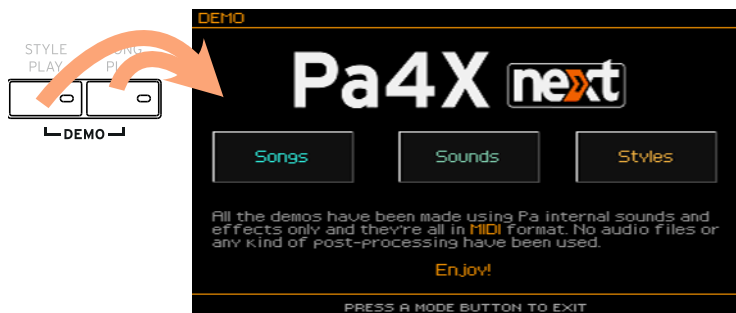 STYLE
PLAY
DEMO
DEMO
Pa4X next
Songs Sounds Styles
All the demos have been made using Pa internal sounds and
effects only and they're all in MIDI format. No audio files or
any kind of post-processing have been used.
Enjoy!
PRESS A MODE BUTTON TO EXIT